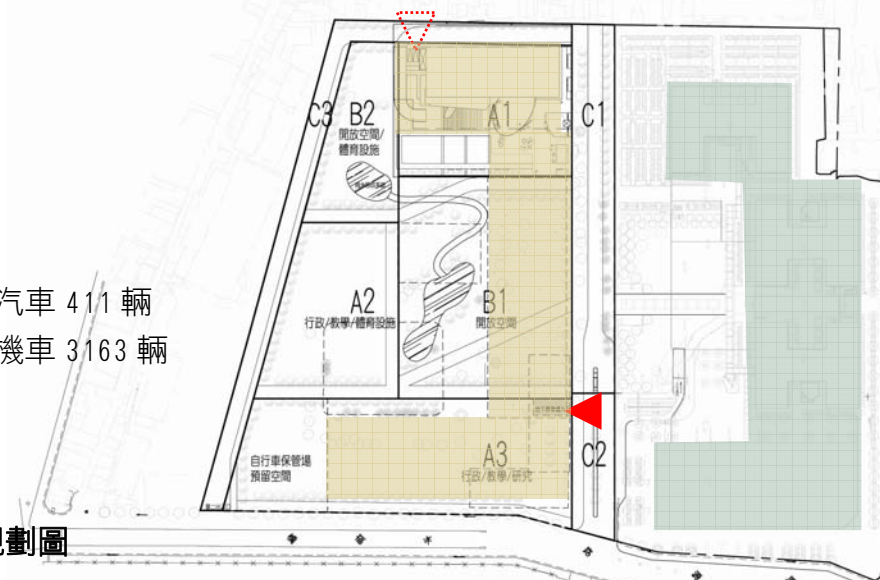 C3
B2
開放空間/
體育設施
A1
C1
汽車 411 輛
機車 3163 輛
A2
行政/教學/體育設施
B1
開放空間
自行車保管場
預留空間
A3
行政/教學/研究
C2
劃圖